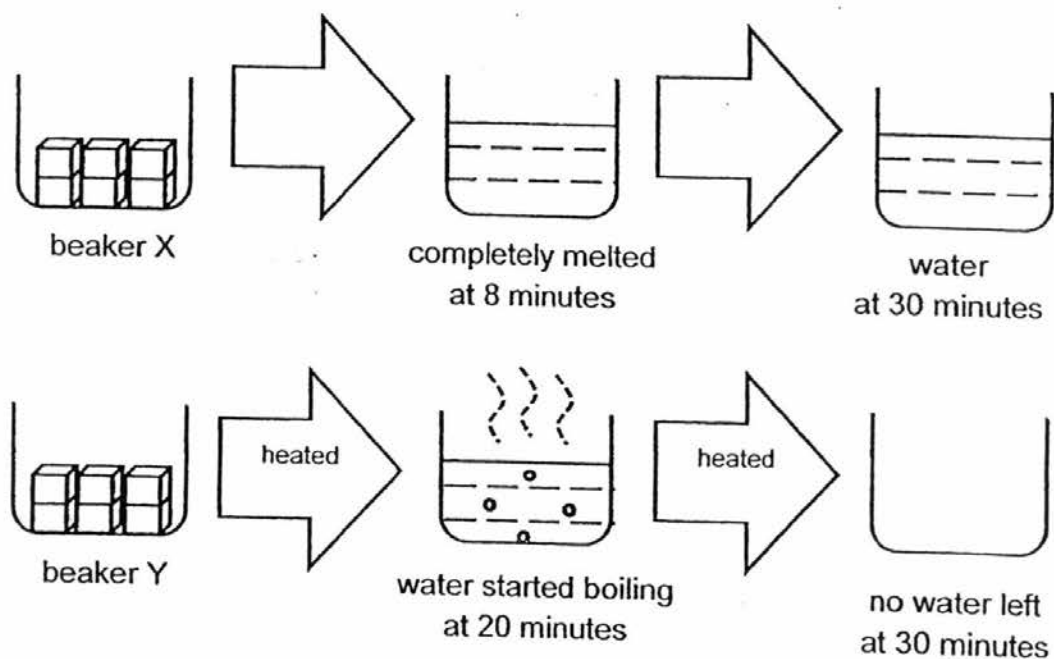 beaker X
completely melted
at 8 minutes
water
at 30 minutes
heated
heated
beaker Y
water started boiling
at 20 minutes
no water left
at 30 minutes